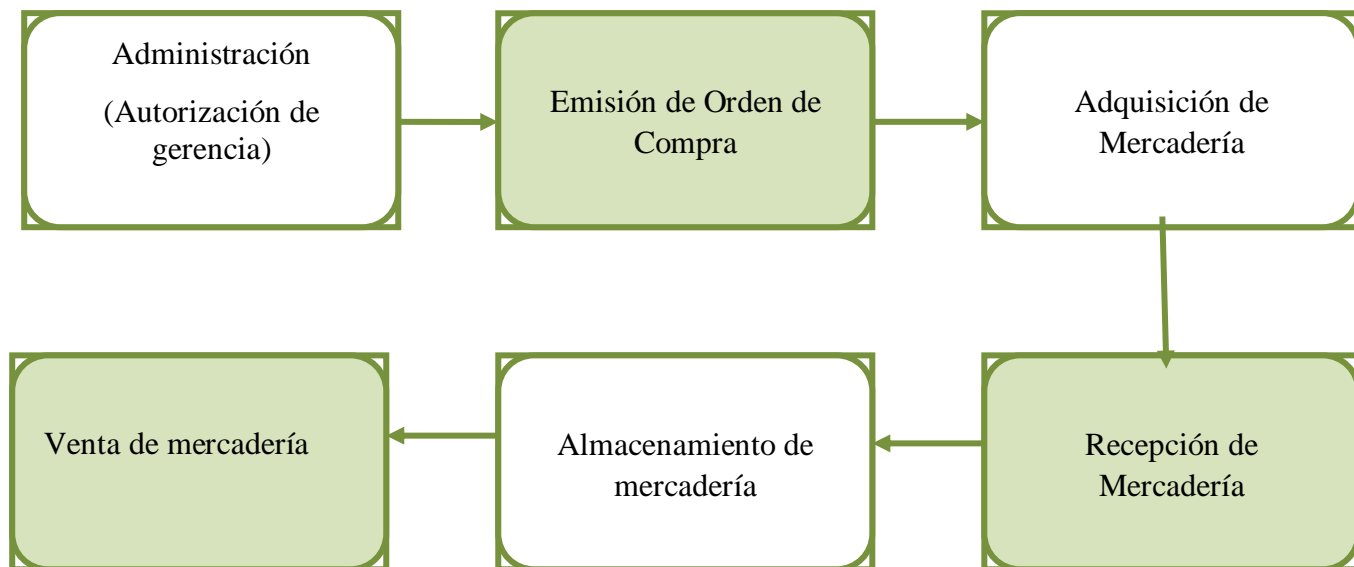 Administración
(Autorización de
gerencia)
Emisión de Orden de
Compra
Adquisición de
Mercadería
Recepción de
Mercadería
Almacenamiento de
mercadería
Venta de mercadería